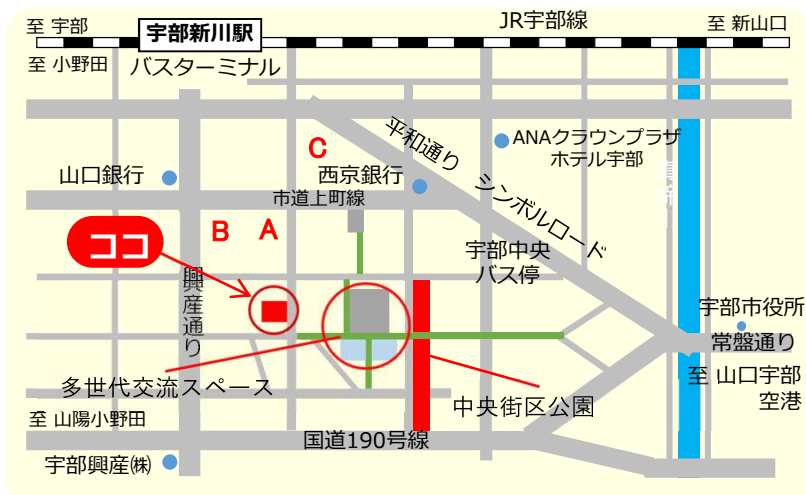 至 宇部
宇部新川駅
JR宇部線
至 新山口
至 小野田
バスターミナル
C
平和通り
シンボルロード
ANAクラウンプラザ
ホテル宇部
山口銀行
西京銀行
市道上町線
ココ
B
A
宇部中央
バス停
興産通り
宇部市役所
常盤通り
多世代交流スペース
中央街区公園
至 山口宇部
空港
至 山陽小野田
国道190号線
宇部興産㈱